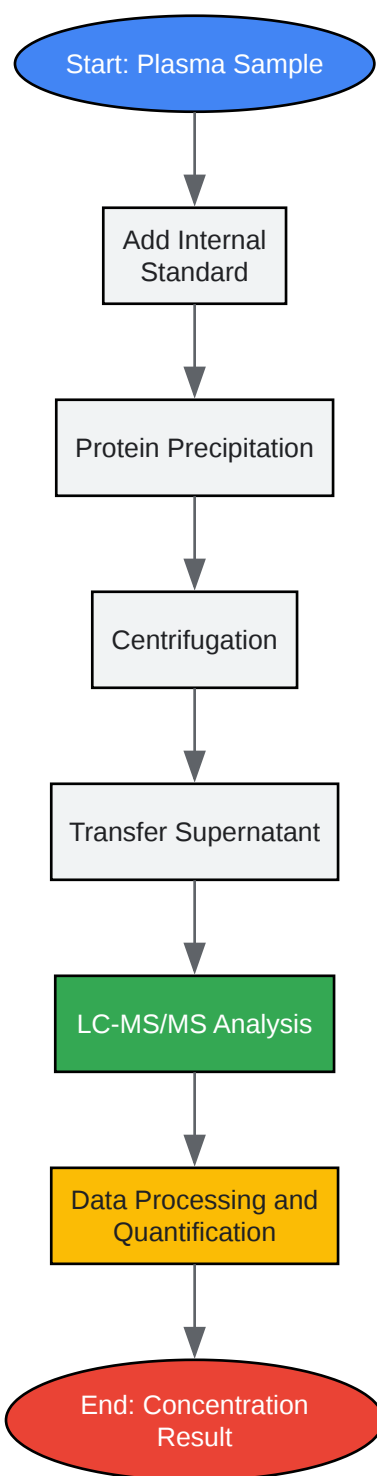 Start: Plasma Sample
Add Internal
Standard
Protein Precipitation
Centrifugation
Transfer Supernatant
LC-MS/MS Analysis
Data Processing and
Quantification
End: Concentration
Result